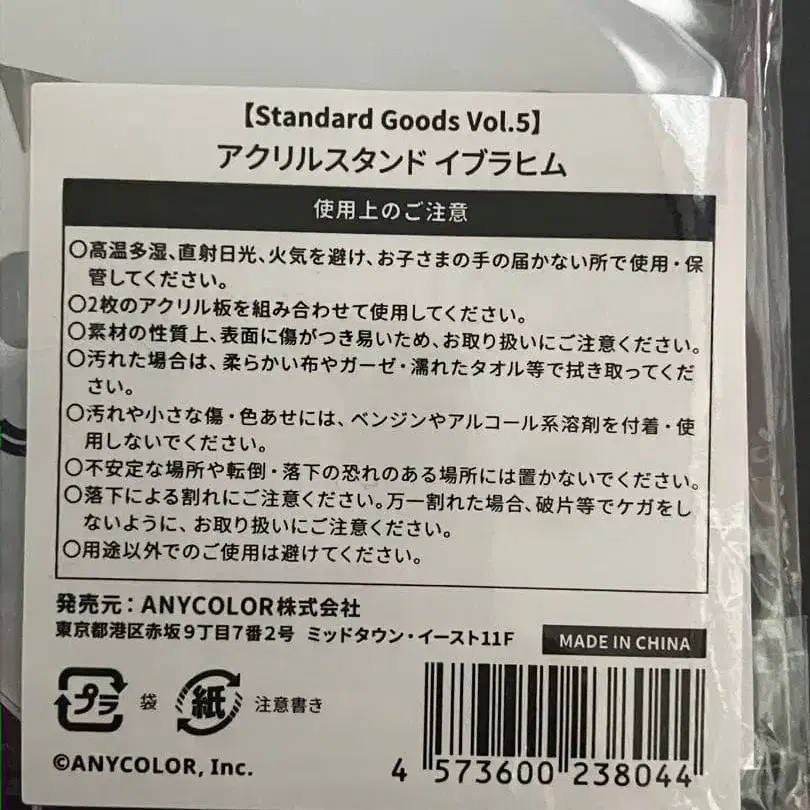 【Standard Goods Vol.5】
アクリルスタンド イブラヒム
使用上のご注意
○高温多湿、直射日光、火気を避け、お子さまの手の届かない所で使用・保
管してください。
○2枚のアクリル板を組み合わせて使用してください。
○素材の性質上、表面に傷がつき易いため、お取り扱いにご注意ください。
○汚れた場合は、柔らかい布やガーゼ・濡れたタオル等で拭き取ってくだ
さい。
○汚れや小さな傷・色あせには、ベンジンやアルコール系溶剤を付着・使
用しないでください。
○不安定な場所や転倒・落下の恐れのある場所には置かないでください。
○落下による割れにご注意ください。万一割れた場合、破片等でケガをし
ないように、お取り扱いにご注意ください。
○用途以外でのご使用は避けてください。
発売元：ANYCOLOR株式会社
東京都港区赤坂9丁目7番2号 ミッドタウン・イースト11F
MADE IN CHINA
プラ 袋 紙 注意書き
©ANYCOLOR, Inc.
4 573600 238044